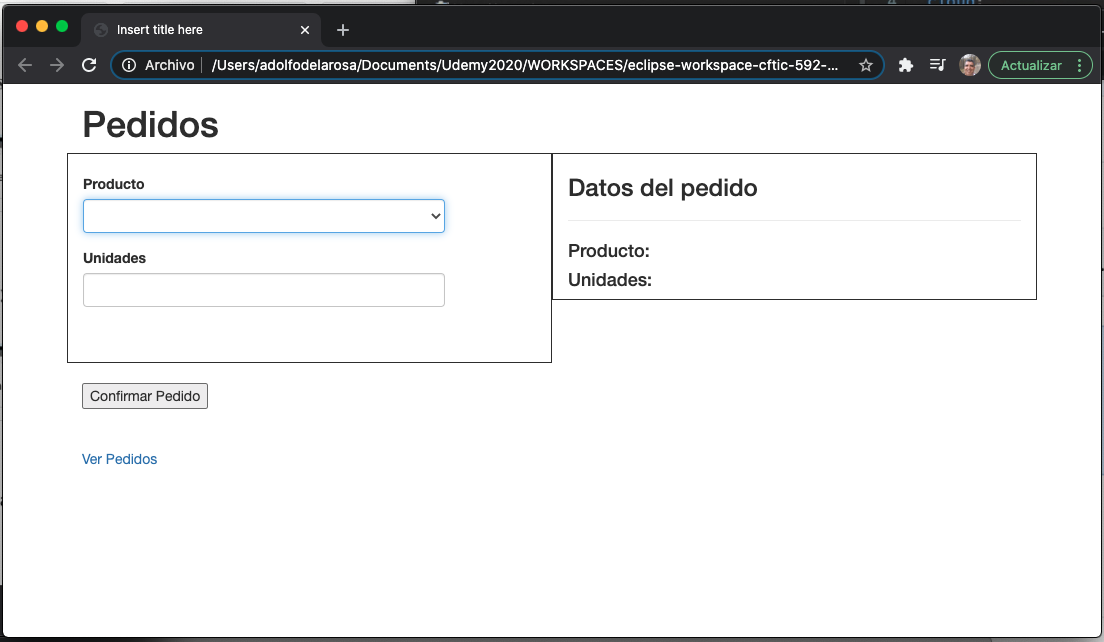 Insert title here
Archivo
/Users/adolfodelarosa/Documents/Udemy2020/WORKSPACES/eclipse-workspace-cftic-592-...
Actualizar
Pedidos
Producto
Unidades
Datos del pedido
Producto:
Unidades:
Confirmar Pedido
Ver Pedidos